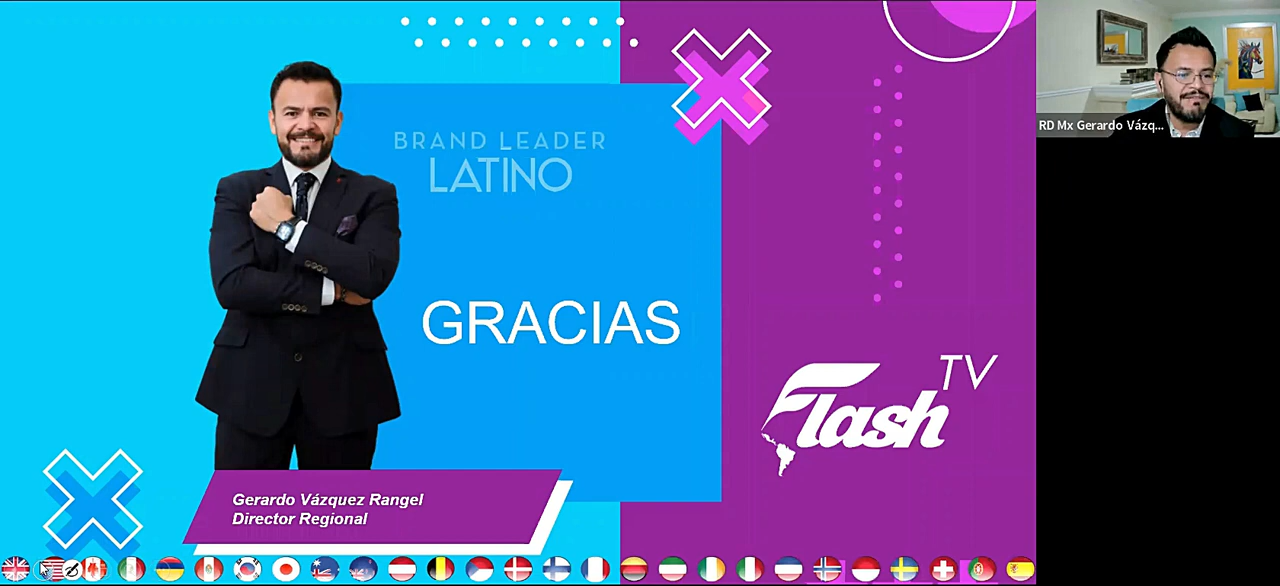 BRAND LEADER
LATINO
GRACIAS
Flash TV
Gerardo Vázquez Rangel
Director Regional
RD Mx Gerardo Vázq...